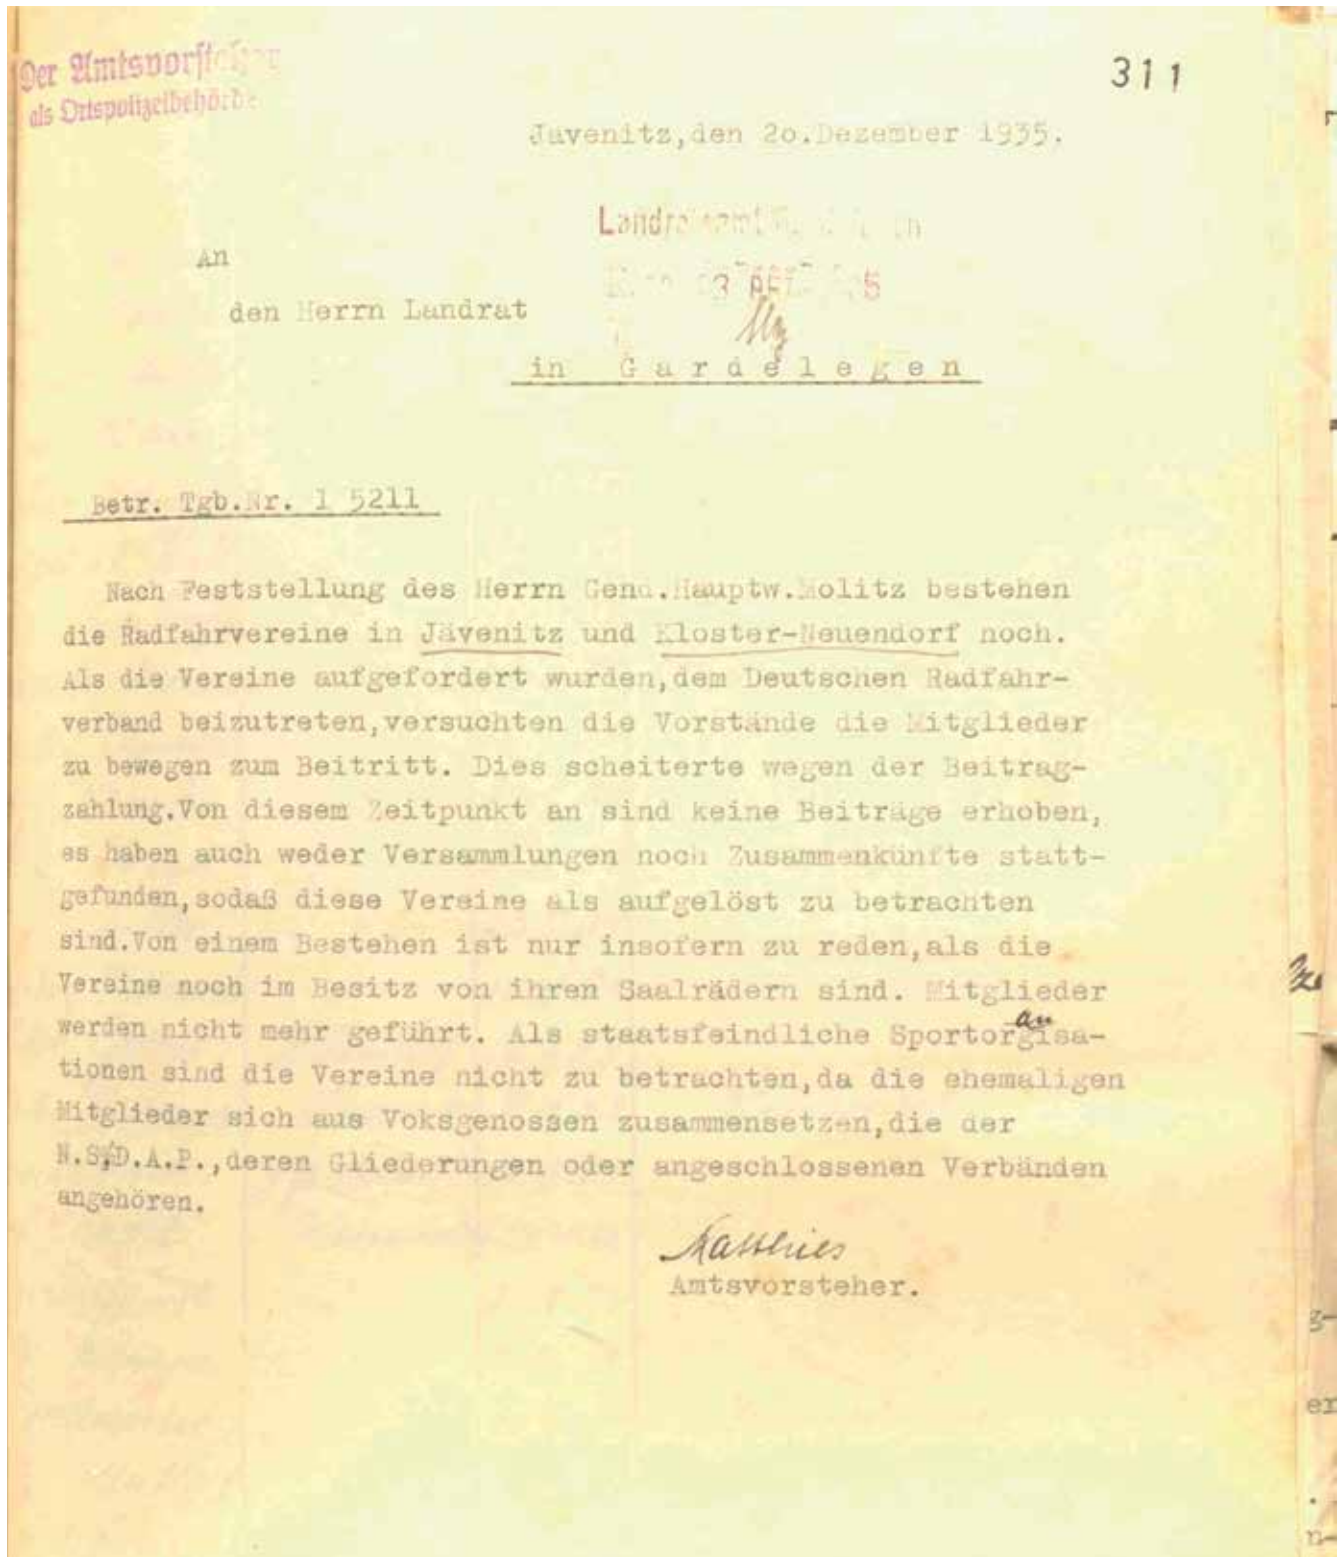 Der Amtsvorsteher
als Ortspolizeibehörde
311
Jävenitz,den 20.Dezember 1935.
An
den Herrn Landrat
in Gardelegen
Betr. Tgb.Nr. 1 5211
Nach Feststellung des Herrn Gend.Hauptw.Molitz bestehen
die Radfahrvereine in Jävenitz und Kloster-Neuendorf noch.
Als die Vereine aufgefordert wurden,dem Deutschen Radfahr-
verband beizutreten,versuchten die Vorstände die Mitglieder
zu bewegen zum Beitritt. Dies scheiterte wegen der Beitrag-
zahlung.Von diesem Zeitpunkt an sind keine Beiträge erhoben,
es haben auch weder Versammlungen noch Zusammenkünfte statt-
gefunden,sodaß diese Vereine als aufgelöst zu betrachten
sind.Von einem Bestehen ist nur insofern zu reden,als die
Vereine noch im Besitz von ihren Saalrädern sind. Mitglieder
werden nicht mehr geführt. Als staatsfeindliche Sportorganisa-
tionen sind die Vereine nicht zu betrachten,da die ehemaligen
Mitglieder sich aus Voksgenossen zusammensetzen,die der
N.S.D.A.P.,deren Gliederungen oder angeschlossenen Verbänden
angehören.
Matthies
Amtsvorsteher.